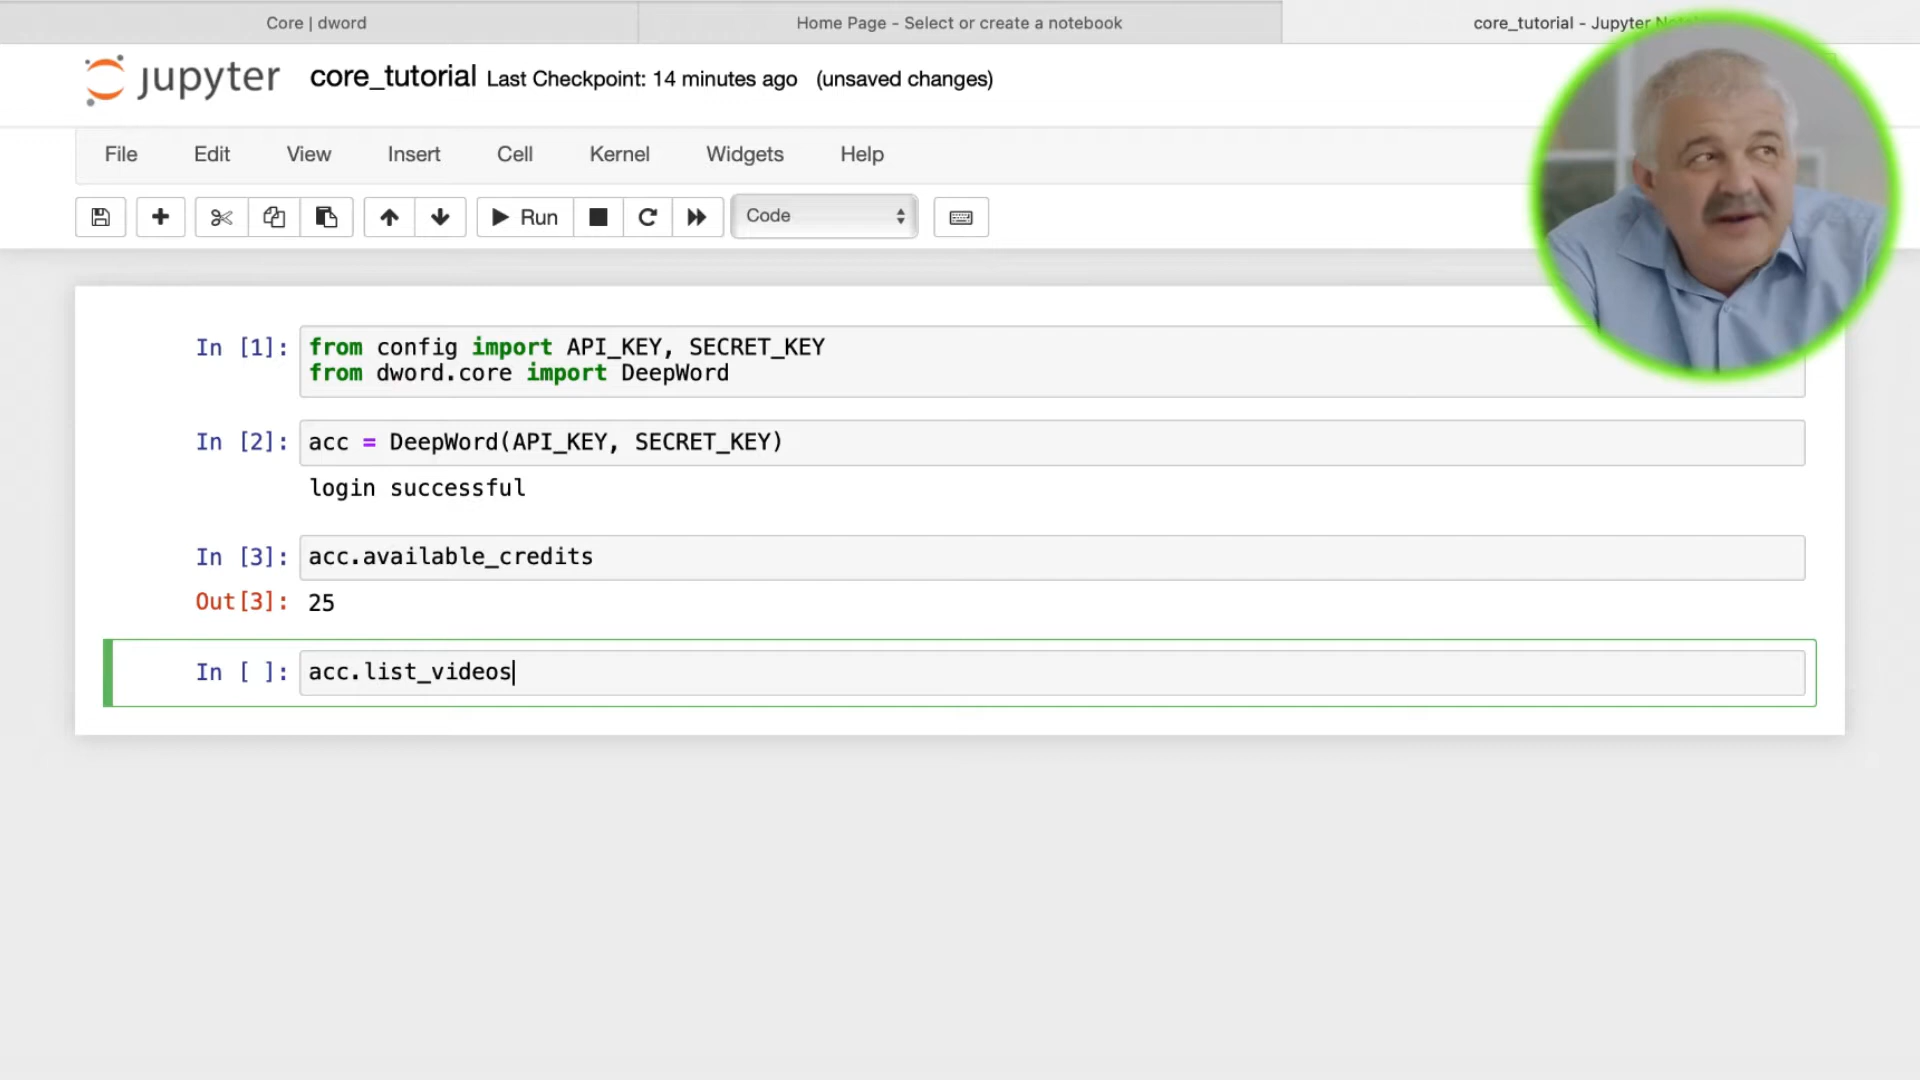 Core | dword
Home Page - Select or create a notebook
core_tutorial - Jupyter
jupyter
core_tutorial Last Checkpoint: 14 minutes ago (unsaved changes)
File Edit View Insert Cell Kernel Widgets Help
Run Code
In [1]: from config import API_KEY, SECRET_KEY
from dword.core import DeepWord
In [2]: acc = DeepWord(API_KEY, SECRET_KEY)
login successful
In [3]: acc.available_credits
Out[3]: 25
In [ ]: acc.list_videos